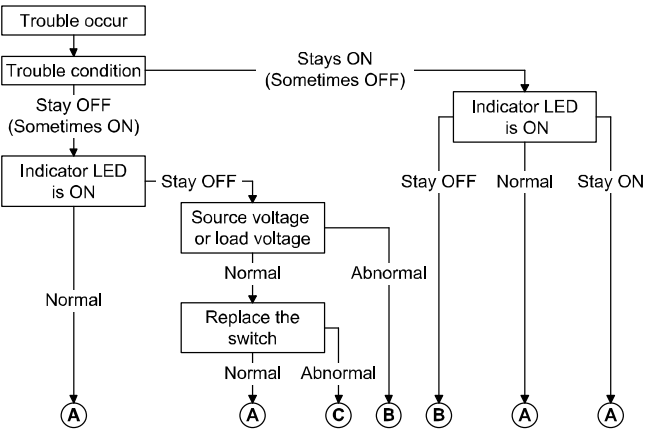 Trouble occur
Trouble condition
Stays ON
(Sometimes OFF)
Stay OFF
(Sometimes ON)
Indicator LED
is ON
Indicator LED
is ON
Stay OFF
Stay OFF
Normal
Stay ON
Source voltage
or load voltage
Normal
Abnormal
Normal
Replace the
switch
Normal
Abnormal
A
A
C
B
B
A
A